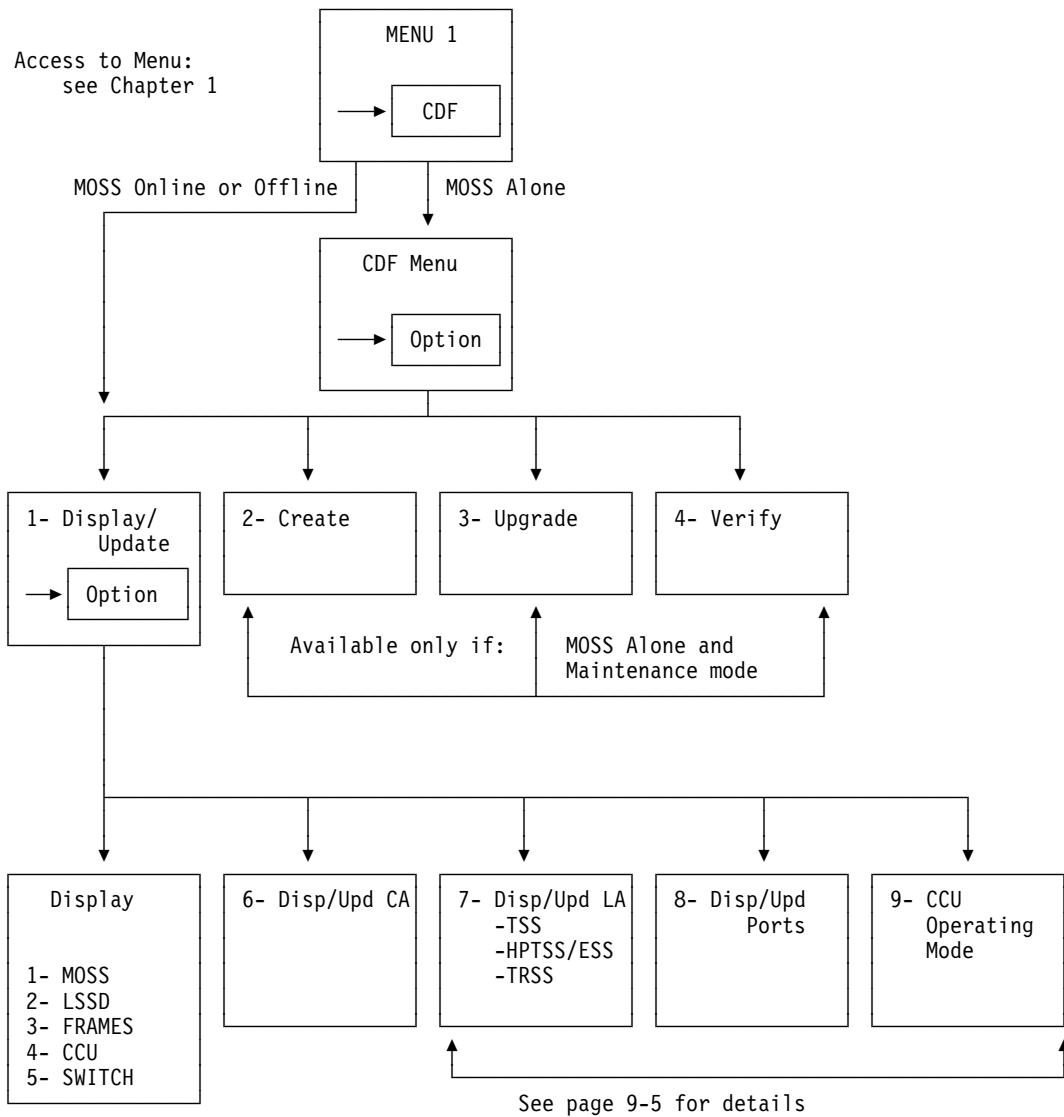 MENU 1
Access to Menu:
see Chapter 1
CDF
MOSS Online or Offline
MOSS Alone
CDF Menu
Option
1- Display/
Update
Option
2- Create
3- Upgrade
4- Verify
Available only if:
MOSS Alone and
Maintenance mode
Display
1- MOSS
2- LSSD
3- FRAMES
4- CCU
5- SWITCH
6- Disp/Upd CA
7- Disp/Upd LA
-TSS
-HPTSS/ESS
-TRSS
8- Disp/Upd
Ports
9- CCU
Operating
Mode
See page 9-5 for details